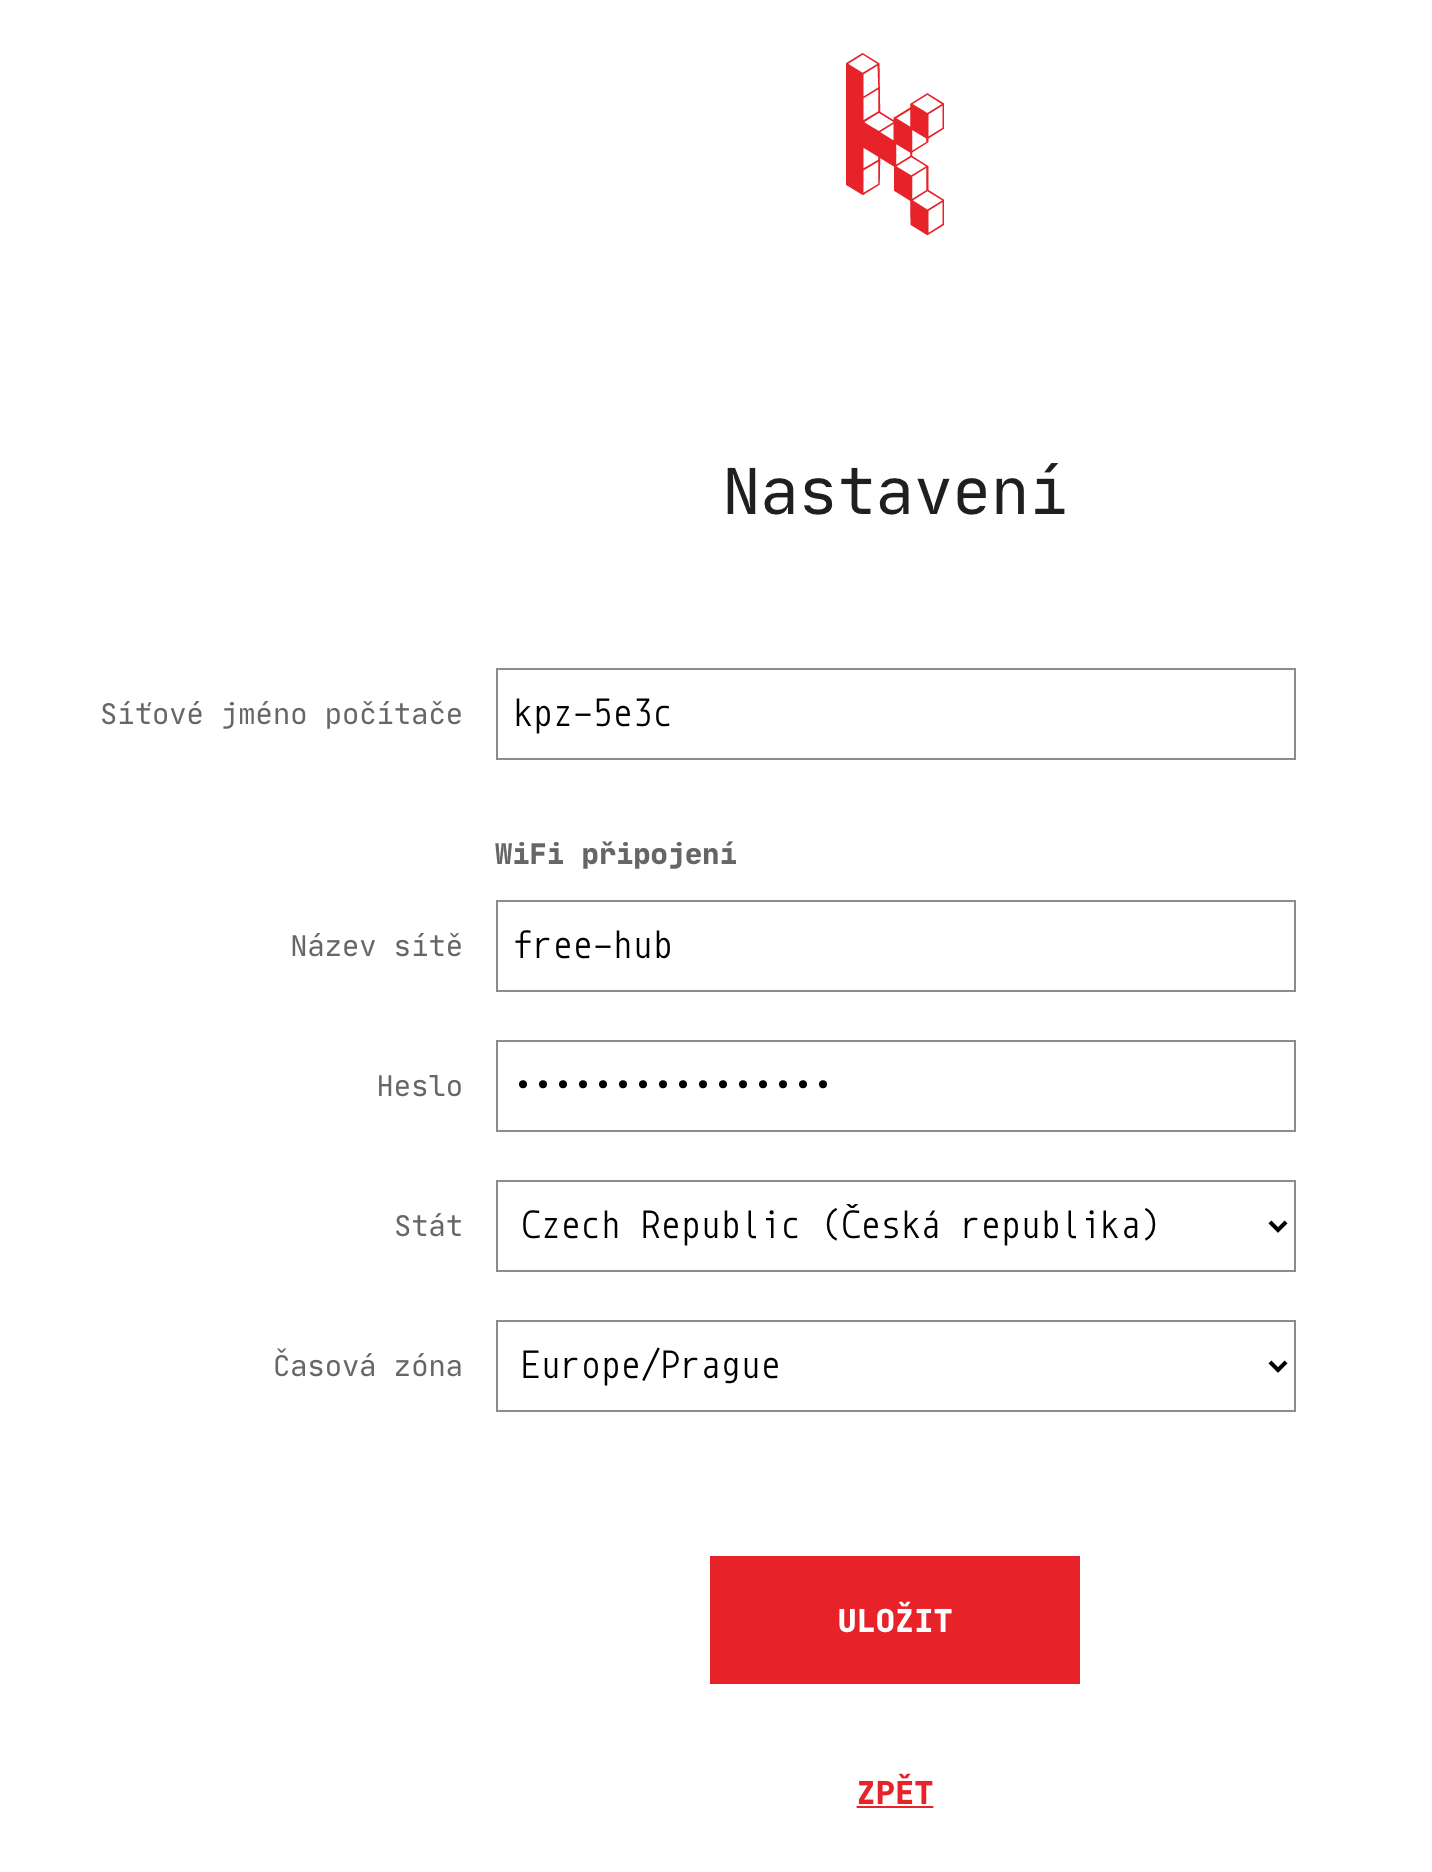 Nastavení
Síťové jméno počítače
kpz-5e3c
WiFi připojení
Název sítě
free-hub
Heslo
••••••••••••••••
Stát
Czech Republic (Česká republika)
Časová zóna
Europe/Prague
ULOŽIT
ZPĚT